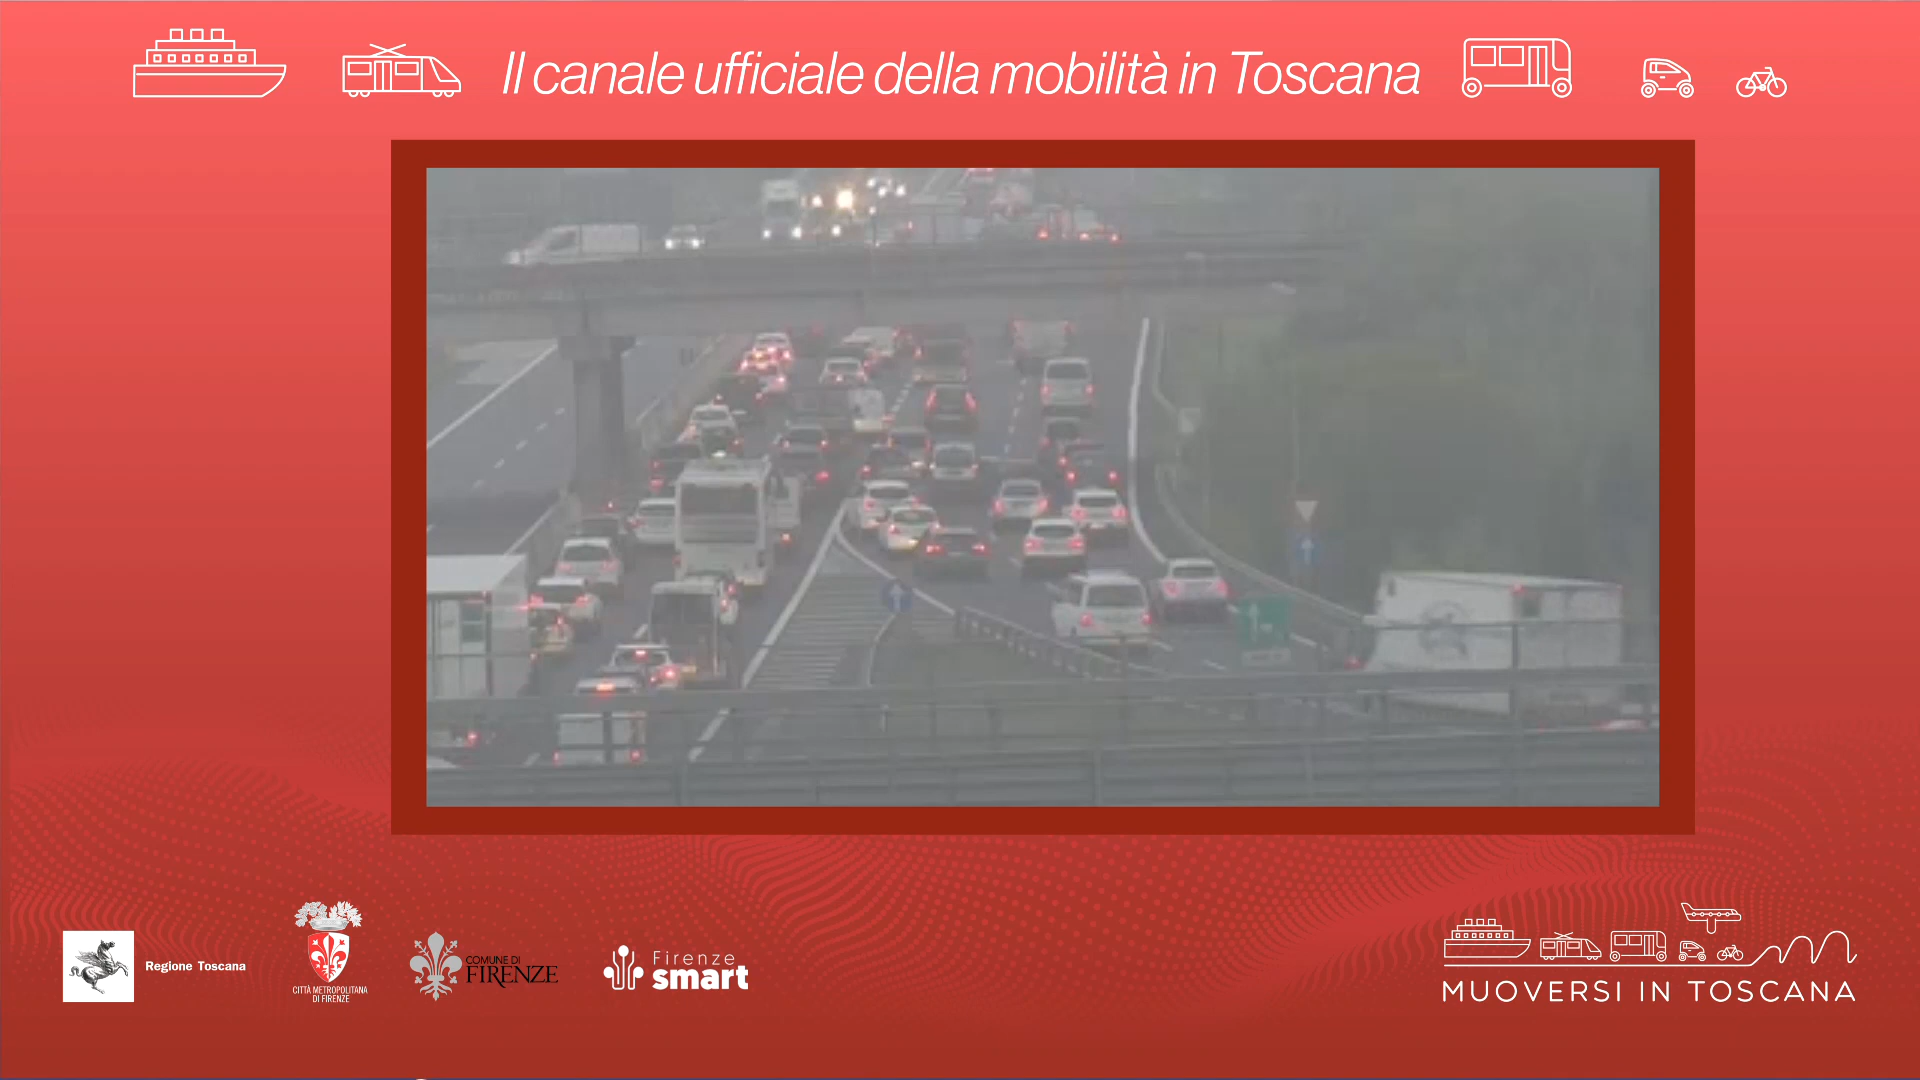 Il canale ufficiale della mobilità in Toscana
Regione Toscana
CITTÀ METROPOLITANA
DI FIRENZE
COMUNE DI
FIRENZE
Firenze
smart
MUOVERSI IN TOSCANA